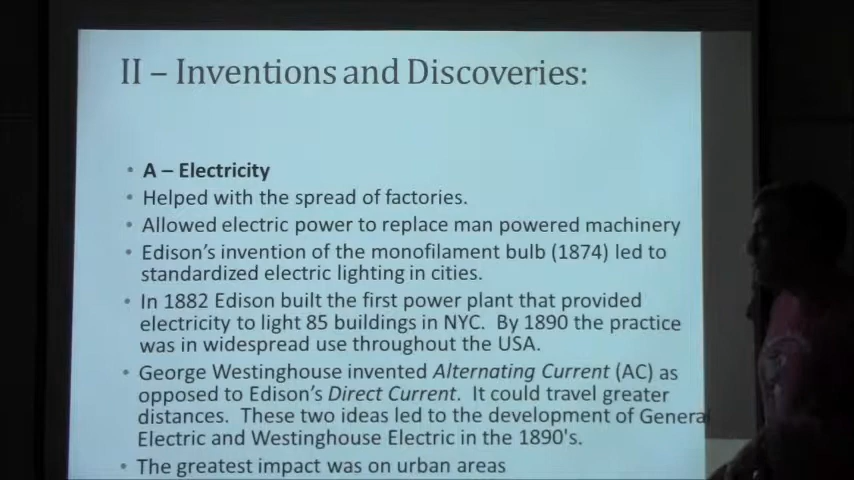 II – Inventions and Discoveries:
• A – Electricity
• Helped with the spread of factories.
• Allowed electric power to replace man powered machinery
• Edison's invention of the monofilament bulb (1874) led to
standardized electric lighting in cities.
• In 1882 Edison built the first power plant that provided
electricity to light 85 buildings in NYC.  By 1890 the practice
was in widespread use throughout the USA.
• George Westinghouse invented Alternating Current (AC) as
opposed to Edison's Direct Current.  It could travel greater
distances.  These two ideas led to the development of General
Electric and Westinghouse Electric in the 1890's.
• The greatest impact was on urban areas